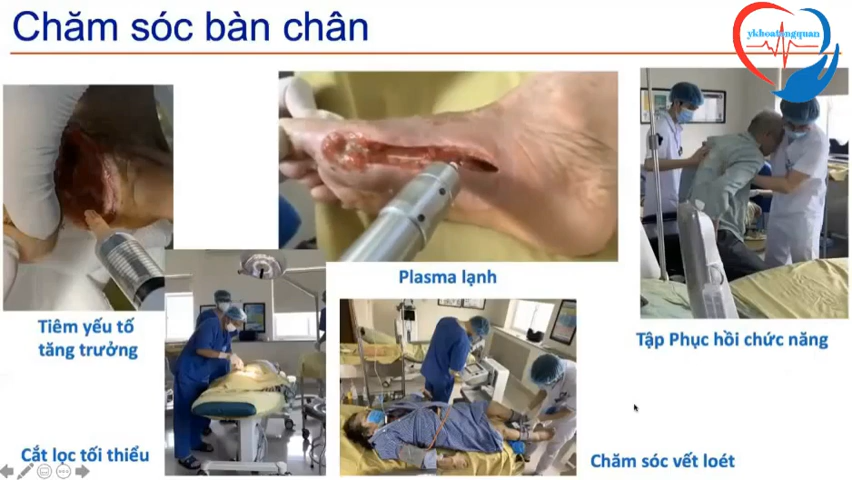 Chăm sóc bàn chân
ykhoatongquan
Plasma lạnh
Tiêm yếu tố
tăng trưởng
Tập Phục hồi chức năng
Cắt lọc tối thiểu
Chăm sóc vết loét